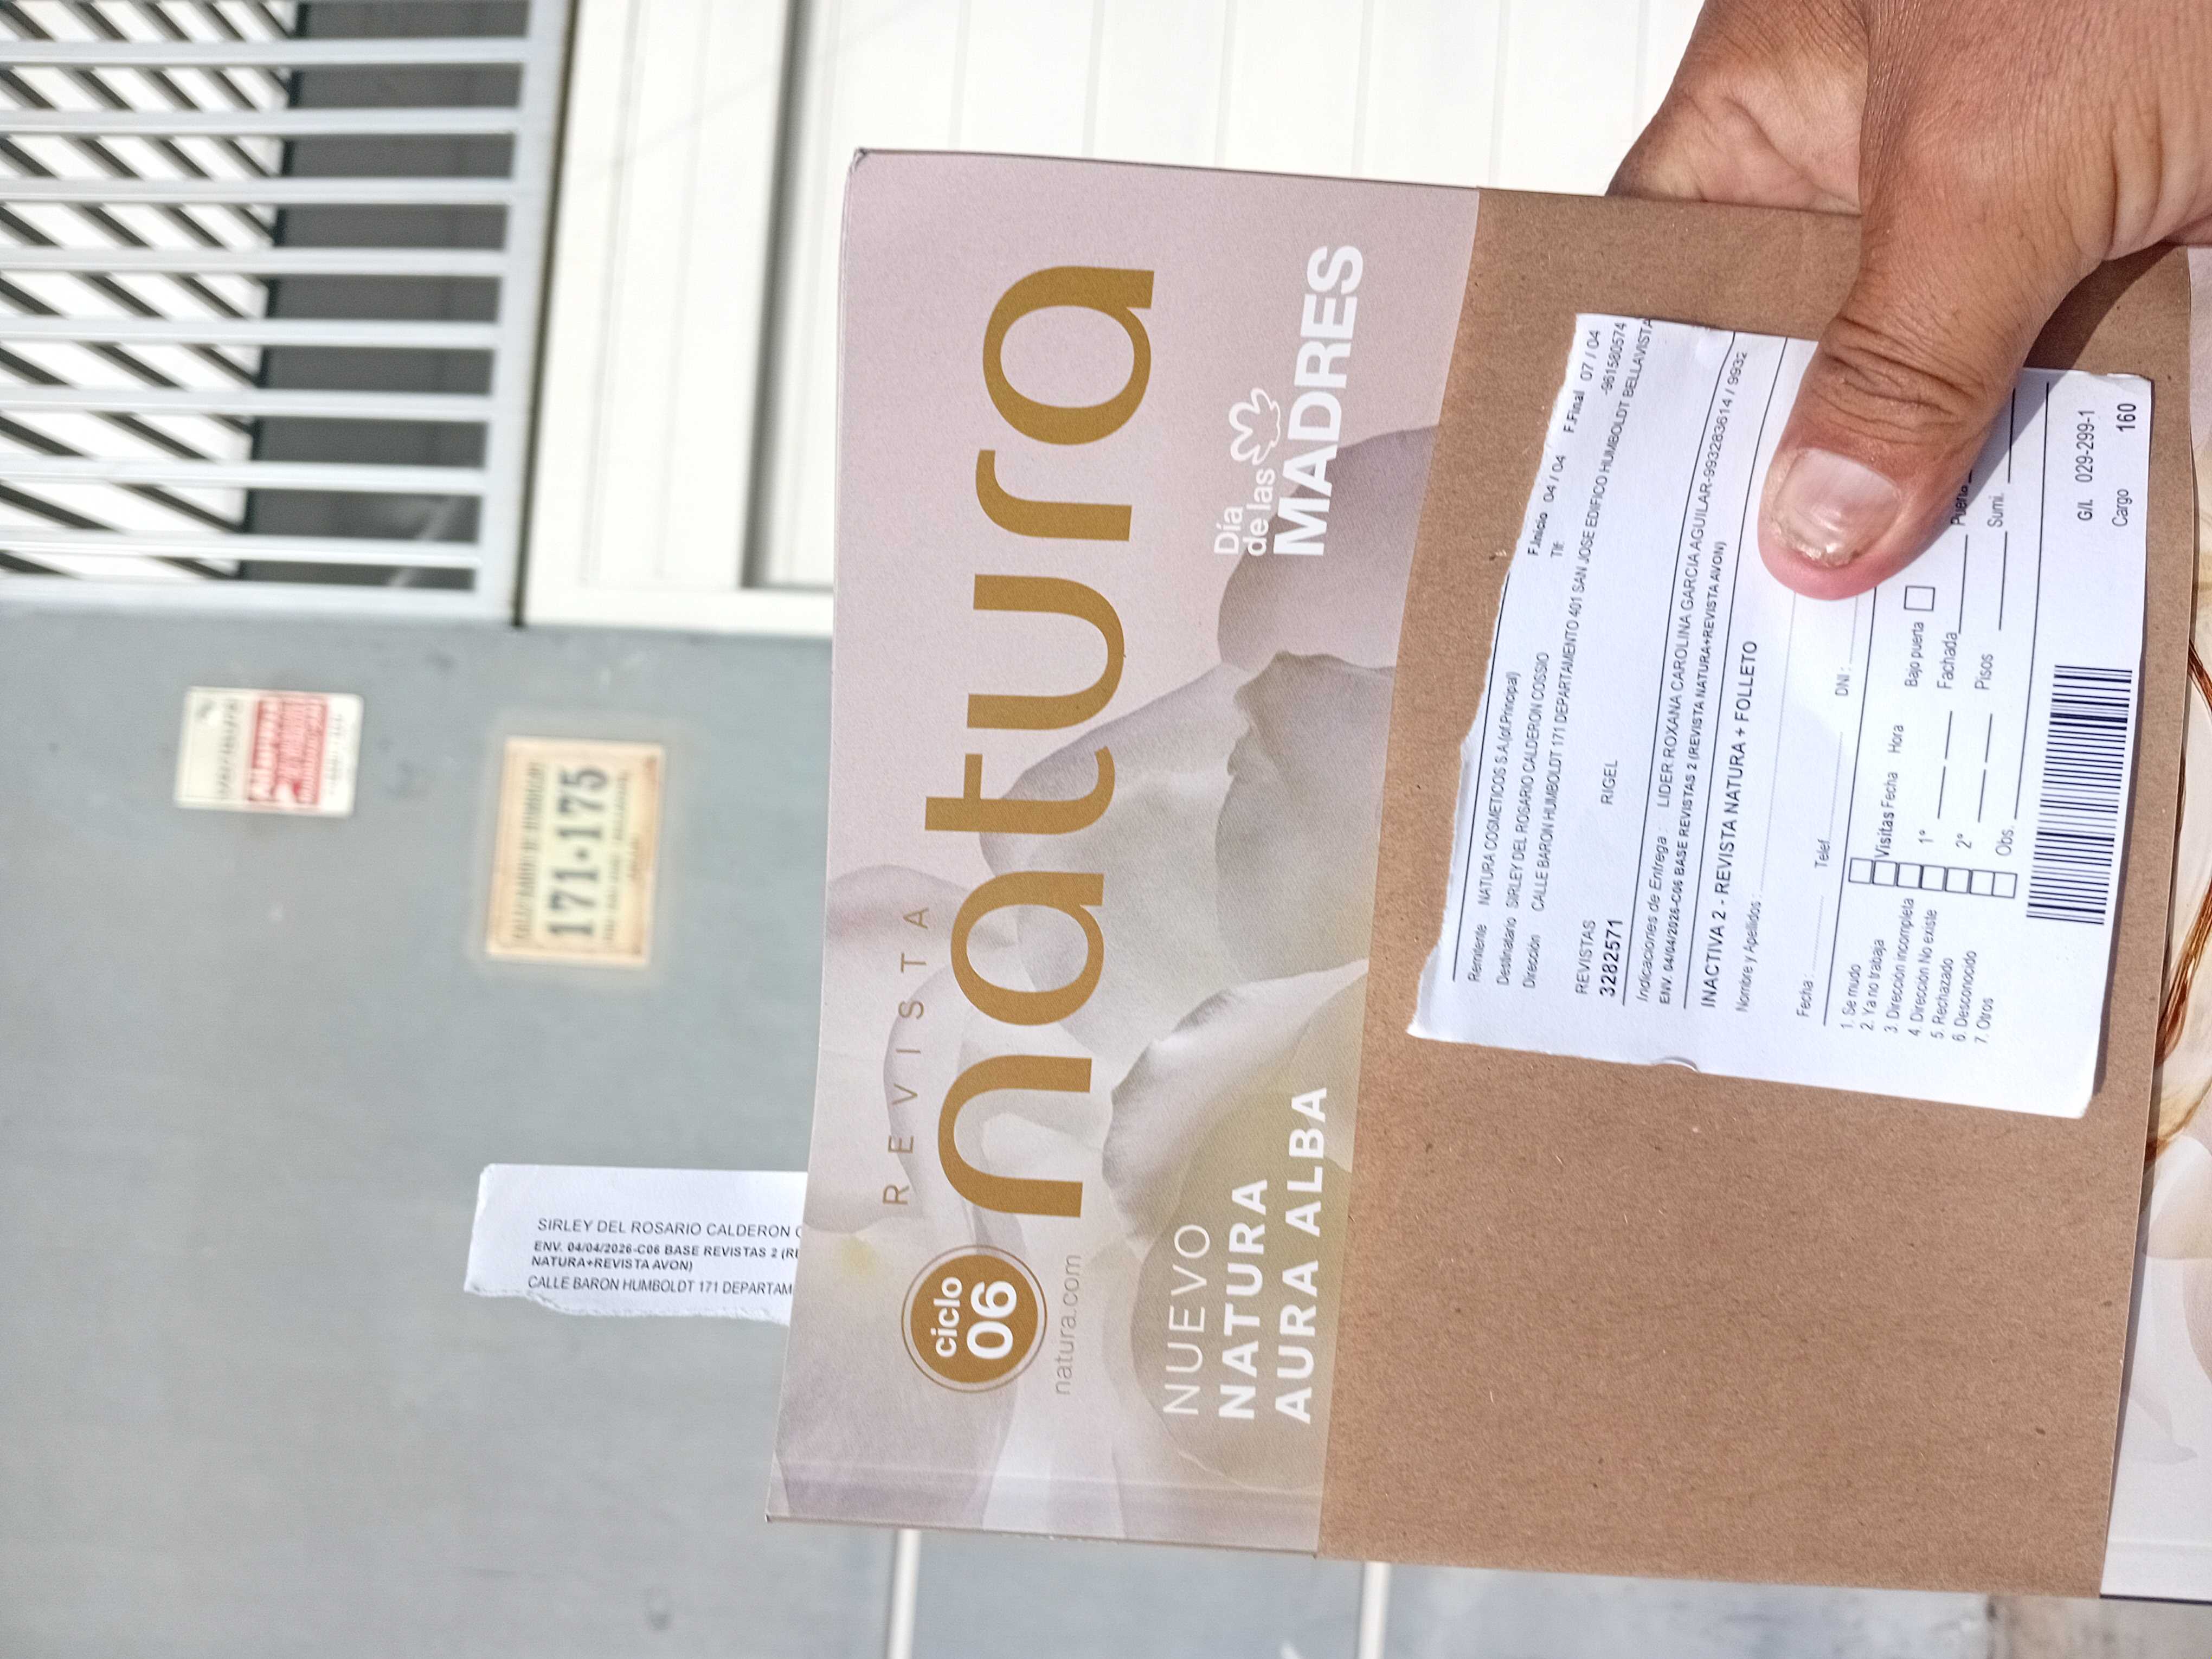 171-175
SIRLEY DEL ROSARIO CALDERON C
ENV. 04/04/2026-C06 BASE REVISTAS 2 (RE
NATURA+REVISTA AVON)
CALLE BARON HUMBOLDT 171 DEPARTAM
REVISTA
natura
ciclo
06
natura.com
Día
de las
MADRES
NUEVO
NATURA
AURA ALBA
F.Inicio 04 / 04 F.Final 07 / 04
Remitente NATURA COSMETICOS S.A.(of.Principal) Tlf: -961580574
Destinatario SIRLEY DEL ROSARIO CALDERON COSSIO
Dirección CALLE BARON HUMBOLDT 171 DEPARTAMENTO 401 SAN JOSE EDIFICO HUMBOLDT BELLAVISTA
REVISTAS
3282571 RIGEL
Indicaciones de Entrega LIDER ROXANA CAROLINA GARCIA AGUILAR-993283614 / 9932
ENV. 04/04/2026-C06 BASE REVISTAS 2 (REVISTA NATURA+REVISTA AVON)
INACTIVA 2 - REVISTA NATURA + FOLLETO
Nombre y Apellidos :
Fecha : Telef DNI :
1. Se mudo
2. Ya no trabaja
3. Dirección incompleta
4. Dirección No existe
5. Rechazado
6. Desconocido
7. Otros
Visitas Fecha Hora Bajo puerta
1° Fachada Puerta
2° Pisos Sumi.
Obs.
G/L 029-299-1
Cargo 160